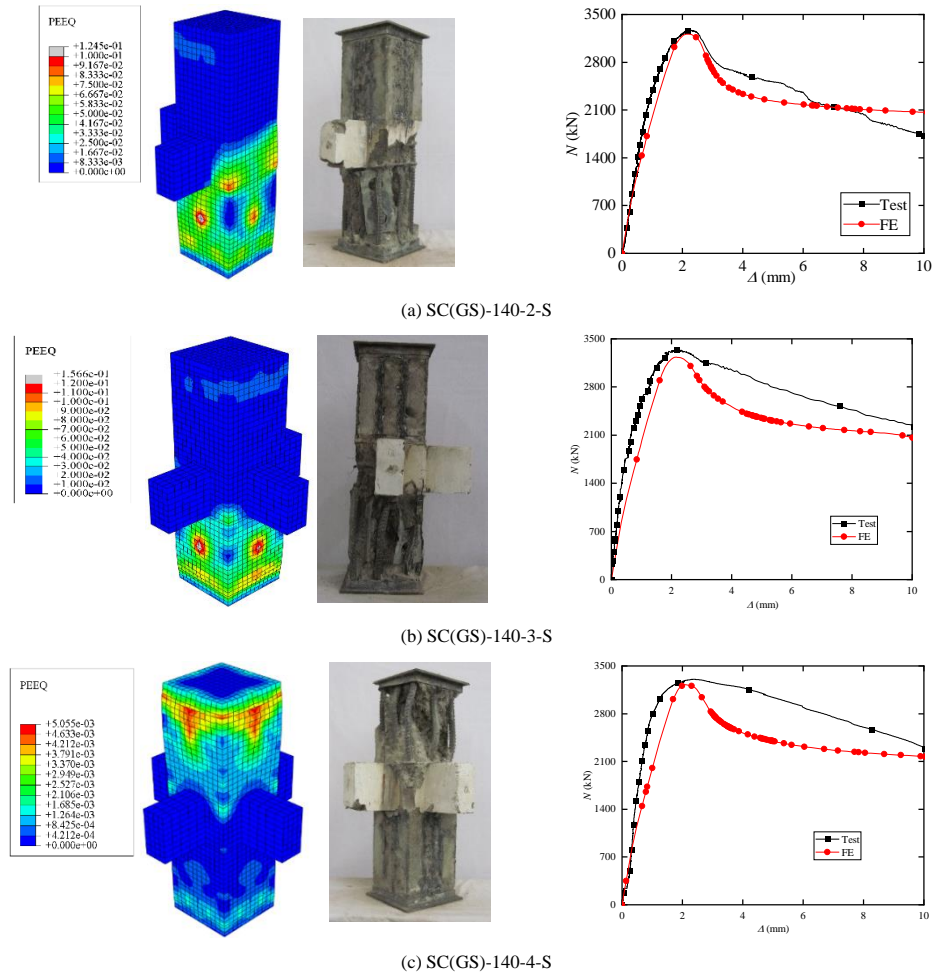 PEEQ
+1.245e-01
+1.000e-01
+9.167e-02
+8.333e-02
+7.500e-02
+6.667e-02
+5.833e-02
+5.000e-02
+4.167e-02
+3.333e-02
+2.500e-02
+1.667e-02
+8.333e-03
+0.000e+00
3500
2800
2100
1400
700
0
N (kN)
Test
FE
0 2 4 6 8 10
Δ (mm)
(a) SC(GS)-140-2-S
PEEQ
+1.566e-01
+1.200e-01
+1.100e-01
+1.000e-01
+9.000e-02
+8.000e-02
+7.000e-02
+6.000e-02
+5.000e-02
+4.000e-02
+3.000e-02
+2.000e-02
+1.000e-02
+0.000e+00
3500
2800
2100
1400
700
0
N (kN)
Test
FE
0 2 4 6 8 10
Δ (mm)
(b) SC(GS)-140-3-S
PEEQ
+5.055e-03
+4.633e-03
+4.212e-03
+3.791e-03
+3.370e-03
+2.949e-03
+2.527e-03
+2.106e-03
+1.685e-03
+1.264e-03
+8.425e-04
+4.212e-04
+0.000e+00
3500
2800
2100
1400
700
0
N (kN)
Test
FE
0 2 4 6 8 10
Δ (mm)
(c) SC(GS)-140-4-S